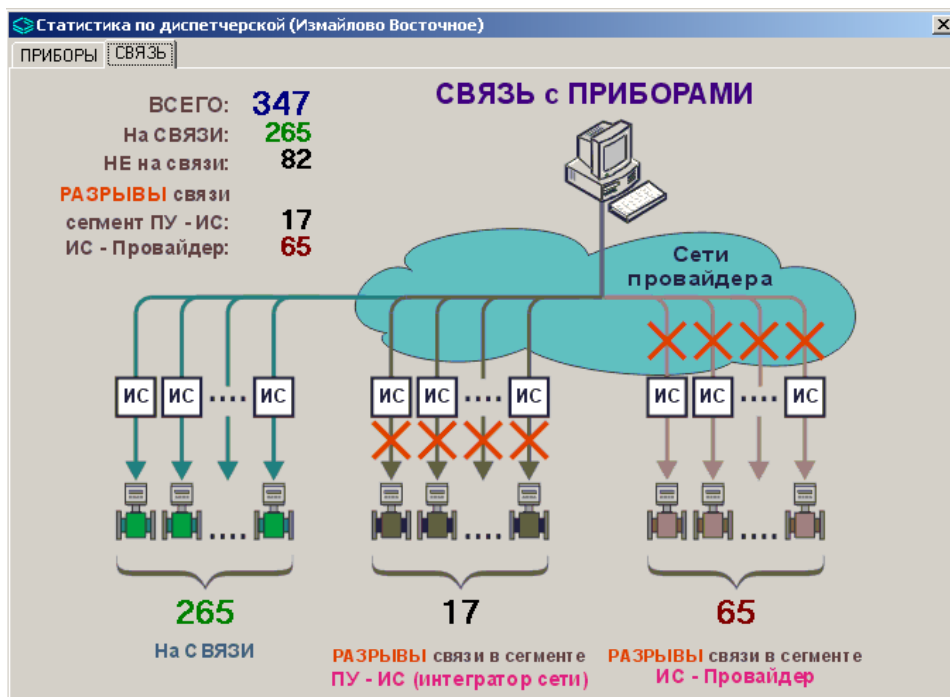 Статистика по диспетчерской (Измайлово Восточное)
ПРИБОРЫ СВЯЗЬ
СВЯЗЬ с ПРИБОРАМИ
ВСЕГО: 347
На СВЯЗИ: 265
НЕ на связи: 82
РАЗРЫВЫ связи
сегмент ПУ - ИС: 17
ИС - Провайдер: 65
Сети
провайдера
ИС ИС .... ИС ИС ИС .... ИС ИС ИС .... ИС
.... .... ....
265 17 65
На СВЯЗИ
РАЗРЫВЫ связи в сегменте
ПУ - ИС (интегратор сети)
РАЗРЫВЫ связи в сегменте
ИС - Провайдер